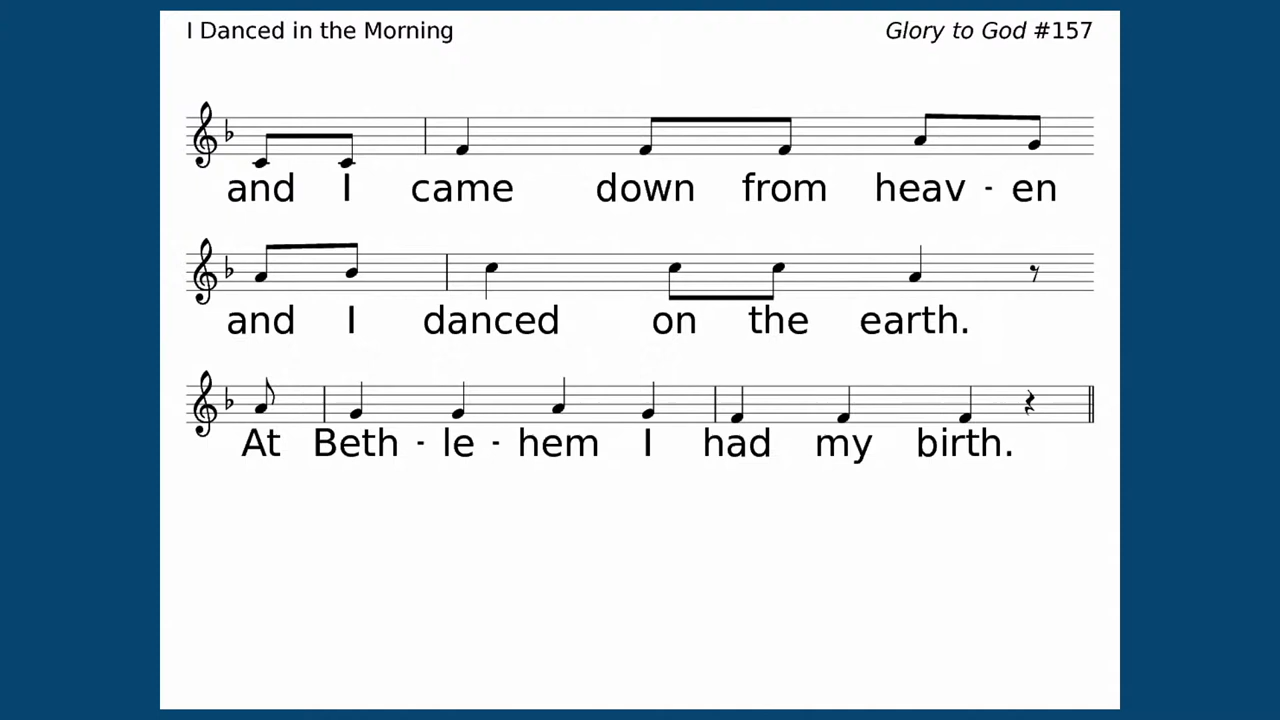 I Danced in the Morning
Glory to God #157
and I came down from heav - en
and I danced on the earth.
At Beth - le - hem I had my birth.